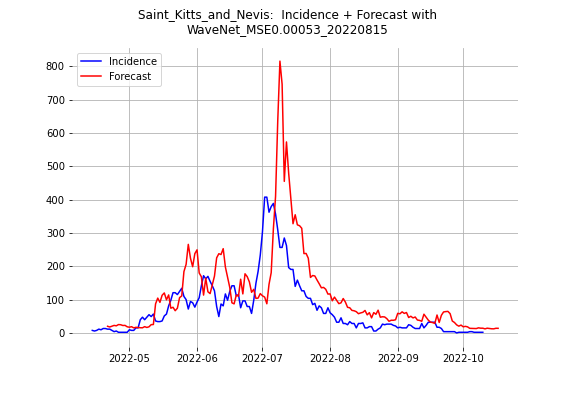 Saint_Kitts_and_Nevis:  Incidence + Forecast with
WaveNet_MSE0.00053_20220815
Incidence
Forecast
800
700
600
500
400
300
200
100
0
2022-05 2022-06 2022-07 2022-08 2022-09 2022-10